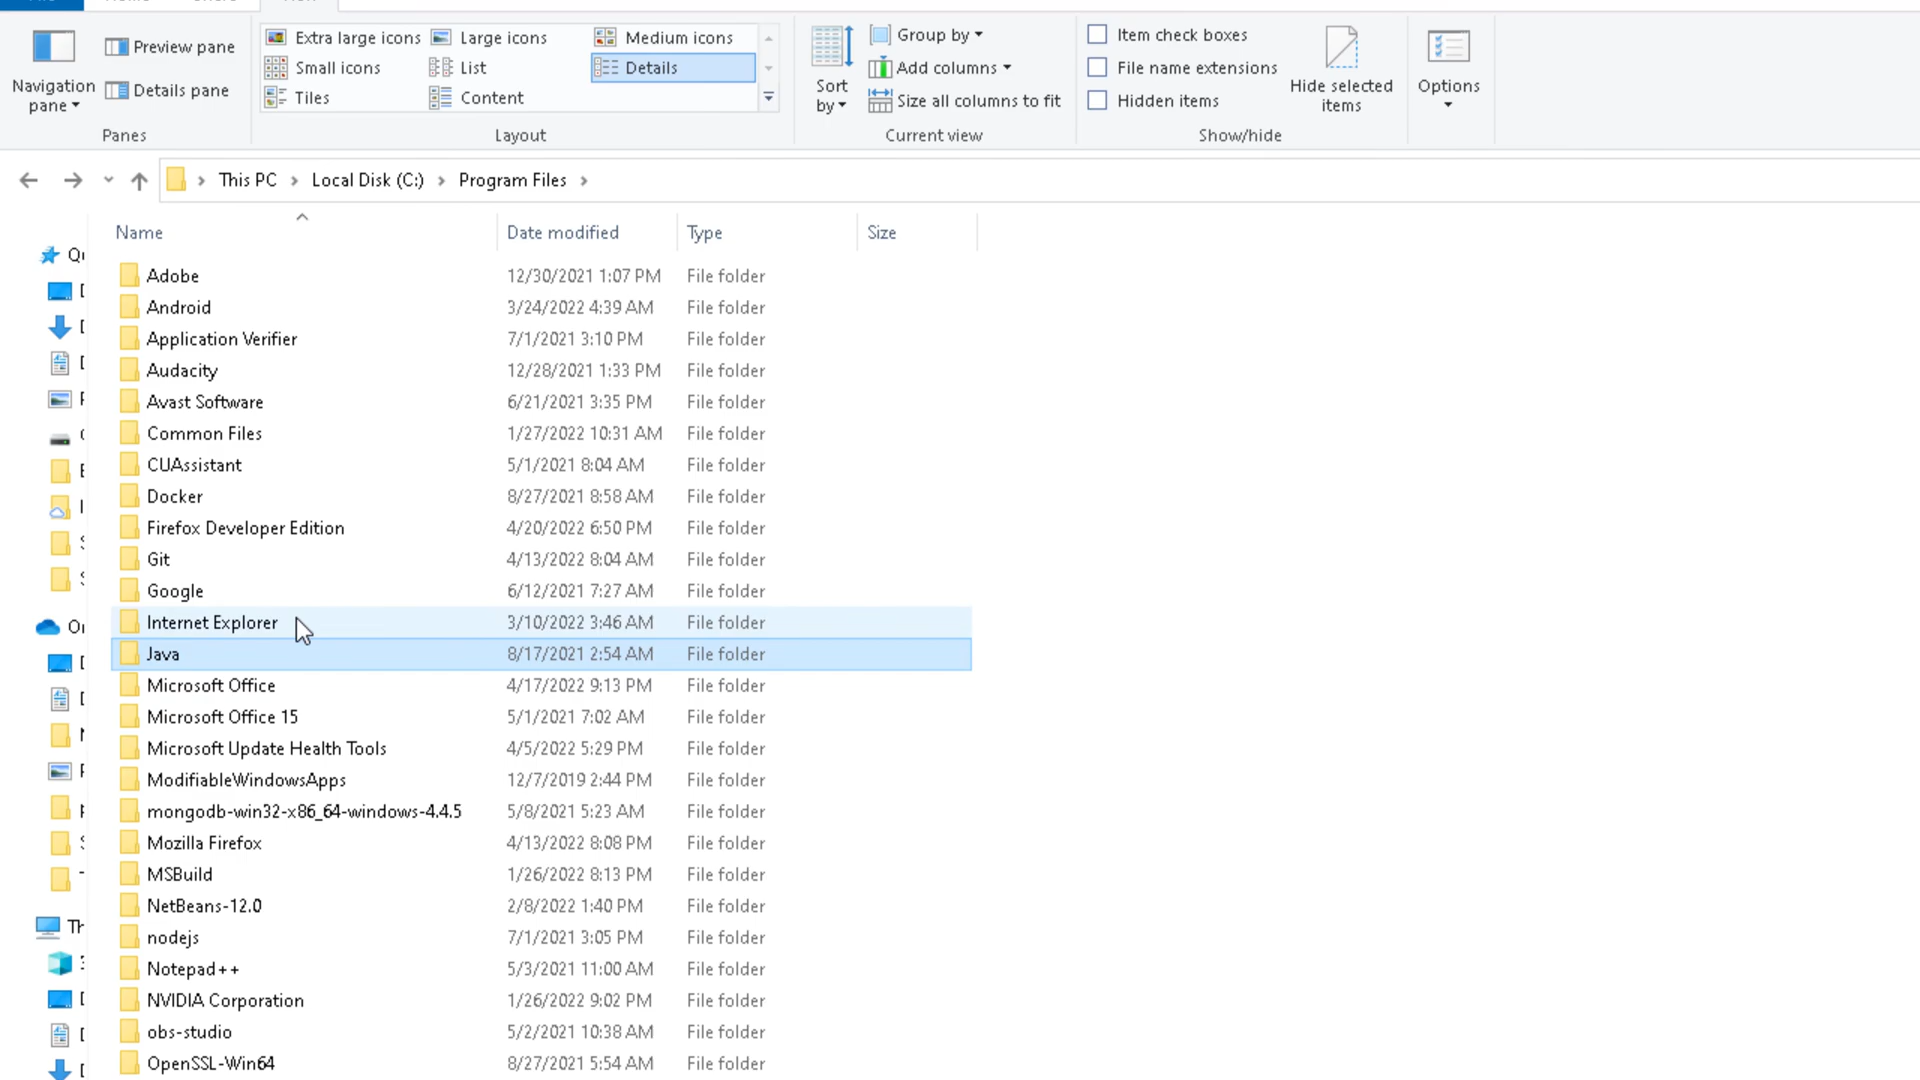 Preview pane
Navigation pane
Details pane
Panes
Extra large icons
Large icons
Medium icons
Small icons
List
Details
Tiles
Content
Layout
Sort by
Group by
Add columns
Size all columns to fit
Current view
Item check boxes
File name extensions
Hidden items
Hide selected items
Show/hide
Options
This PC > Local Disk (C:) > Program Files >
Name Date modified Type Size
Adobe 12/30/2021 1:07 PM File folder
Android 3/24/2022 4:39 AM File folder
Application Verifier 7/1/2021 3:10 PM File folder
Audacity 12/28/2021 1:33 PM File folder
Avast Software 6/21/2021 3:35 PM File folder
Common Files 1/27/2022 10:31 AM File folder
CUAssistant 5/1/2021 8:04 AM File folder
Docker 8/27/2021 8:58 AM File folder
Firefox Developer Edition 4/20/2022 6:50 PM File folder
Git 4/13/2022 8:04 AM File folder
Google 6/12/2021 7:27 AM File folder
Internet Explorer 3/10/2022 3:46 AM File folder
Java 8/17/2021 2:54 AM File folder
Microsoft Office 4/17/2022 9:13 PM File folder
Microsoft Office 15 5/1/2021 7:02 AM File folder
Microsoft Update Health Tools 4/5/2022 5:29 PM File folder
ModifiableWindowsApps 12/7/2019 2:44 PM File folder
mongodb-win32-x86_64-windows-4.4.5 5/8/2021 5:23 AM File folder
Mozilla Firefox 4/13/2022 8:08 PM File folder
MSBuild 1/26/2022 8:13 PM File folder
NetBeans-12.0 2/8/2022 1:40 PM File folder
nodejs 7/1/2021 3:05 PM File folder
Notepad++ 5/3/2021 11:00 AM File folder
NVIDIA Corporation 1/26/2022 9:02 PM File folder
obs-studio 5/2/2021 10:38 AM File folder
OpenSSL-Win64 8/27/2021 5:54 AM File folder